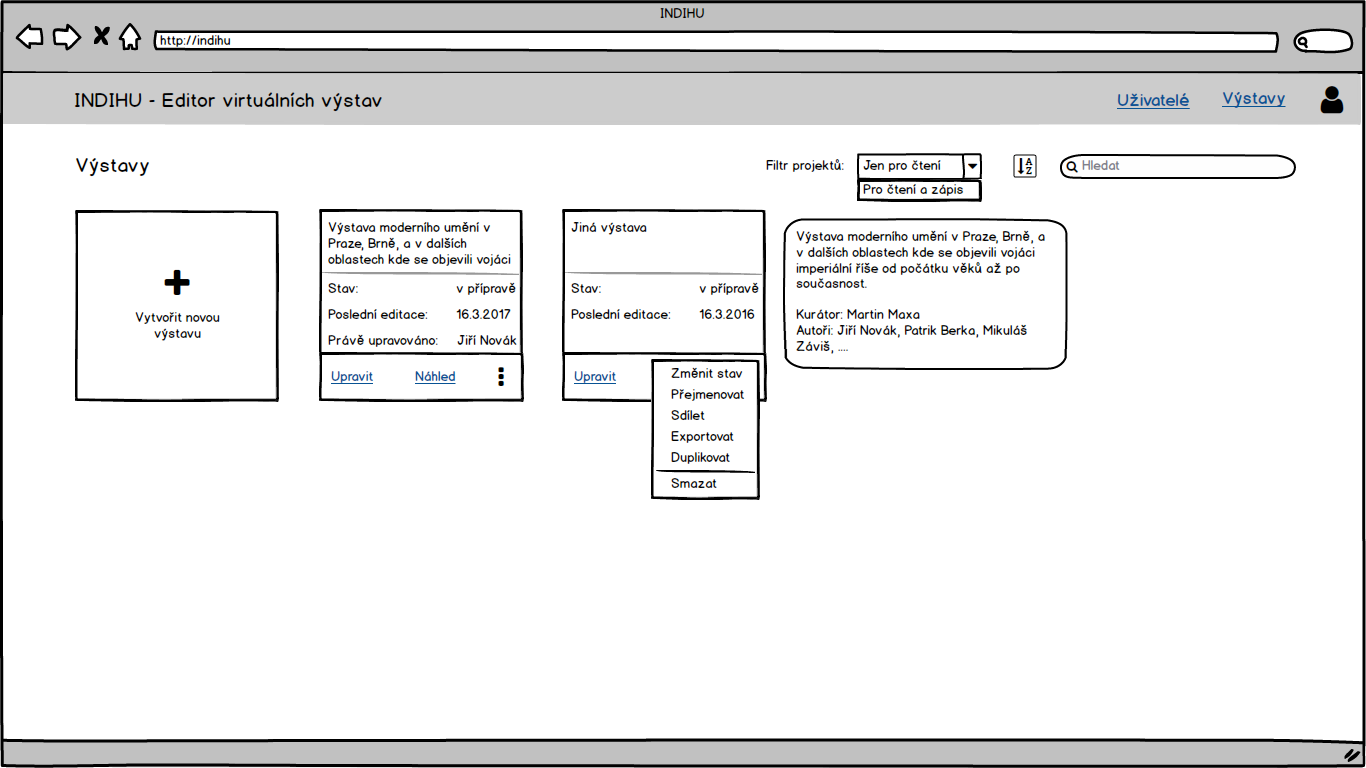 INDIHU
http://indihu
INDIHU - Editor virtuálních výstav
Uživatelé
Výstavy
Výstavy
Filtr projektů:
Jen pro čtení
Pro čtení a zápis
A
Z
Hledat
Vytvořit novou
výstavu
Výstava moderního umění v
Praze, Brně, a v dalších
oblastech kde se objevili vojáci
Stav:
v přípravě
Poslední editace:
16.3.2017
Právě upravováno:
Jiří Novák
Upravit
Náhled
Jiná výstava
Stav:
v přípravě
Poslední editace:
16.3.2016
Upravit
Změnit stav
Přejmenovat
Sdílet
Exportovat
Duplikovat
Smazat
Výstava moderního umění v Praze, Brně, a
v dalších oblastech kde se objevili vojáci
imperiální říše od počátku věků až po
současnost.
Kurátor: Martin Maxa
Autoři: Jiří Novák, Patrik Berka, Mikuláš
Záviš, ....